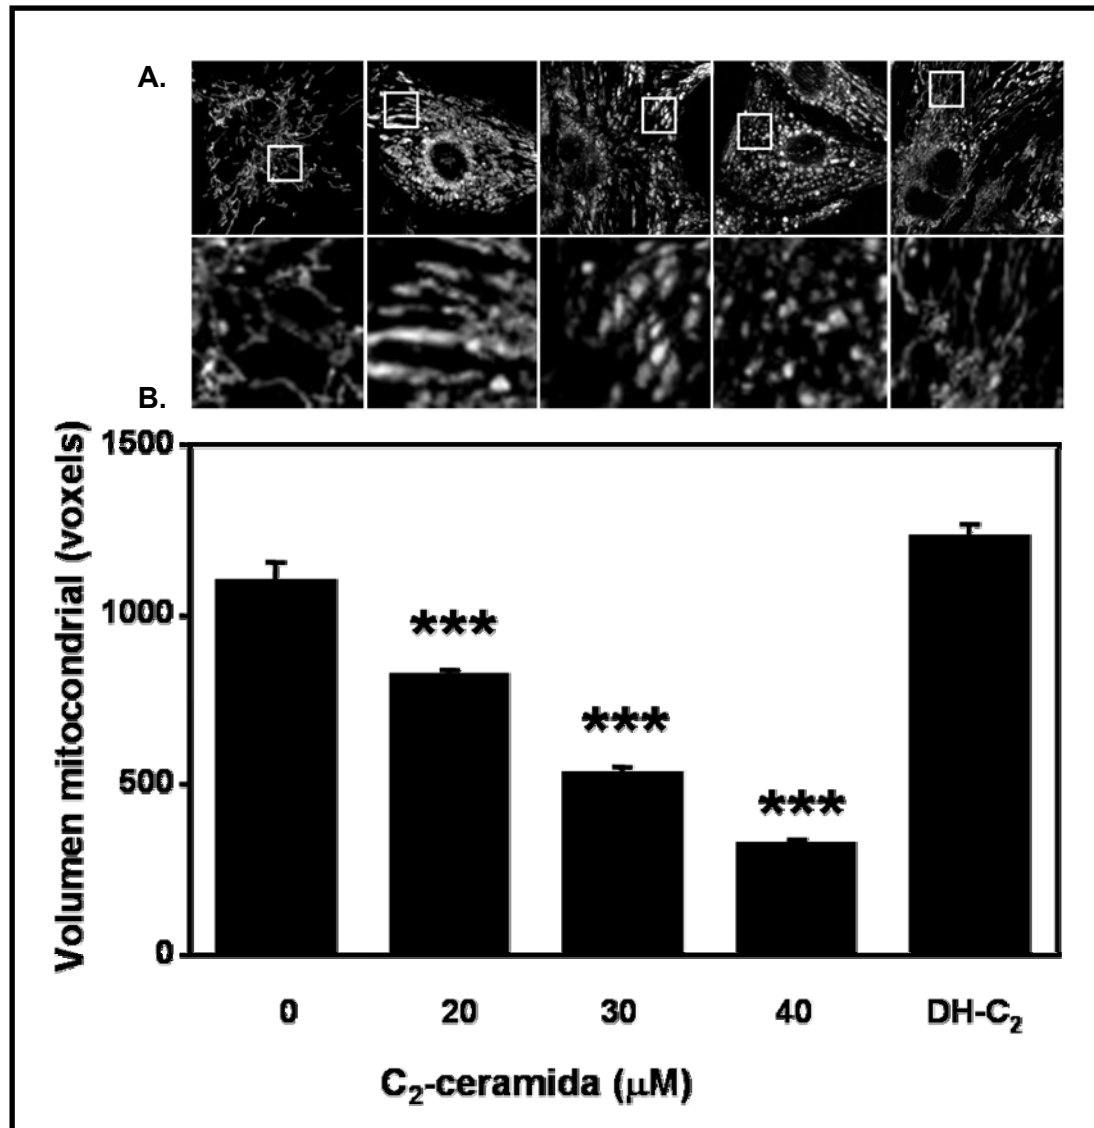 A.
B.
Volumen mitocondrial (voxels)
1500
1000
500
0
***
***
***
0 20 30 40 DH-C₂
C₂-ceramida (μM)